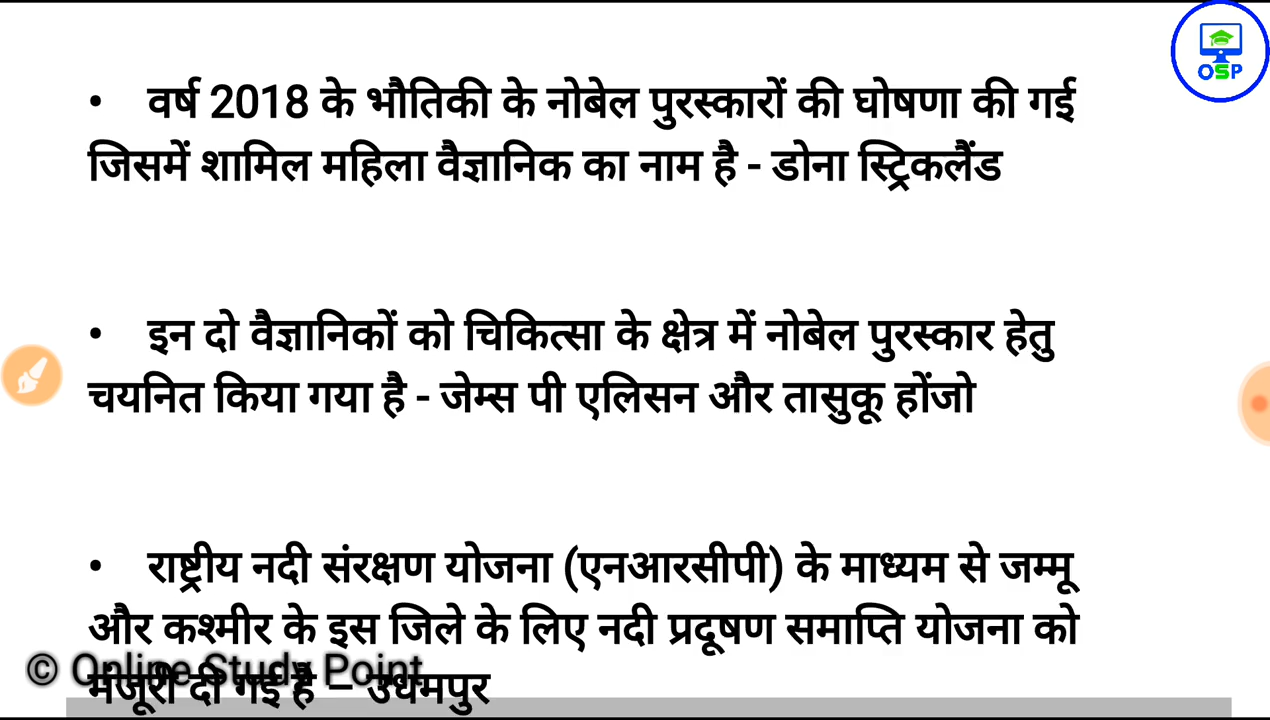 OSP
• वर्ष 2018 के भौतिकी के नोबेल पुरस्कारों की घोषणा की गई
जिसमें शामिल महिला वैज्ञानिक का नाम है - डोना स्ट्रिकलैंड
• इन दो वैज्ञानिकों को चिकित्सा के क्षेत्र में नोबेल पुरस्कार हेतु
चयनित किया गया है - जेम्स पी एलिसन और तासुकू होंजो
• राष्ट्रीय नदी संरक्षण योजना (एनआरसीपी) के माध्यम से जम्मू
और कश्मीर के इस जिले के लिए नदी प्रदूषण समाप्ति योजना को
© Online Study Point
मंजूरी दी गई है – उधमपुर